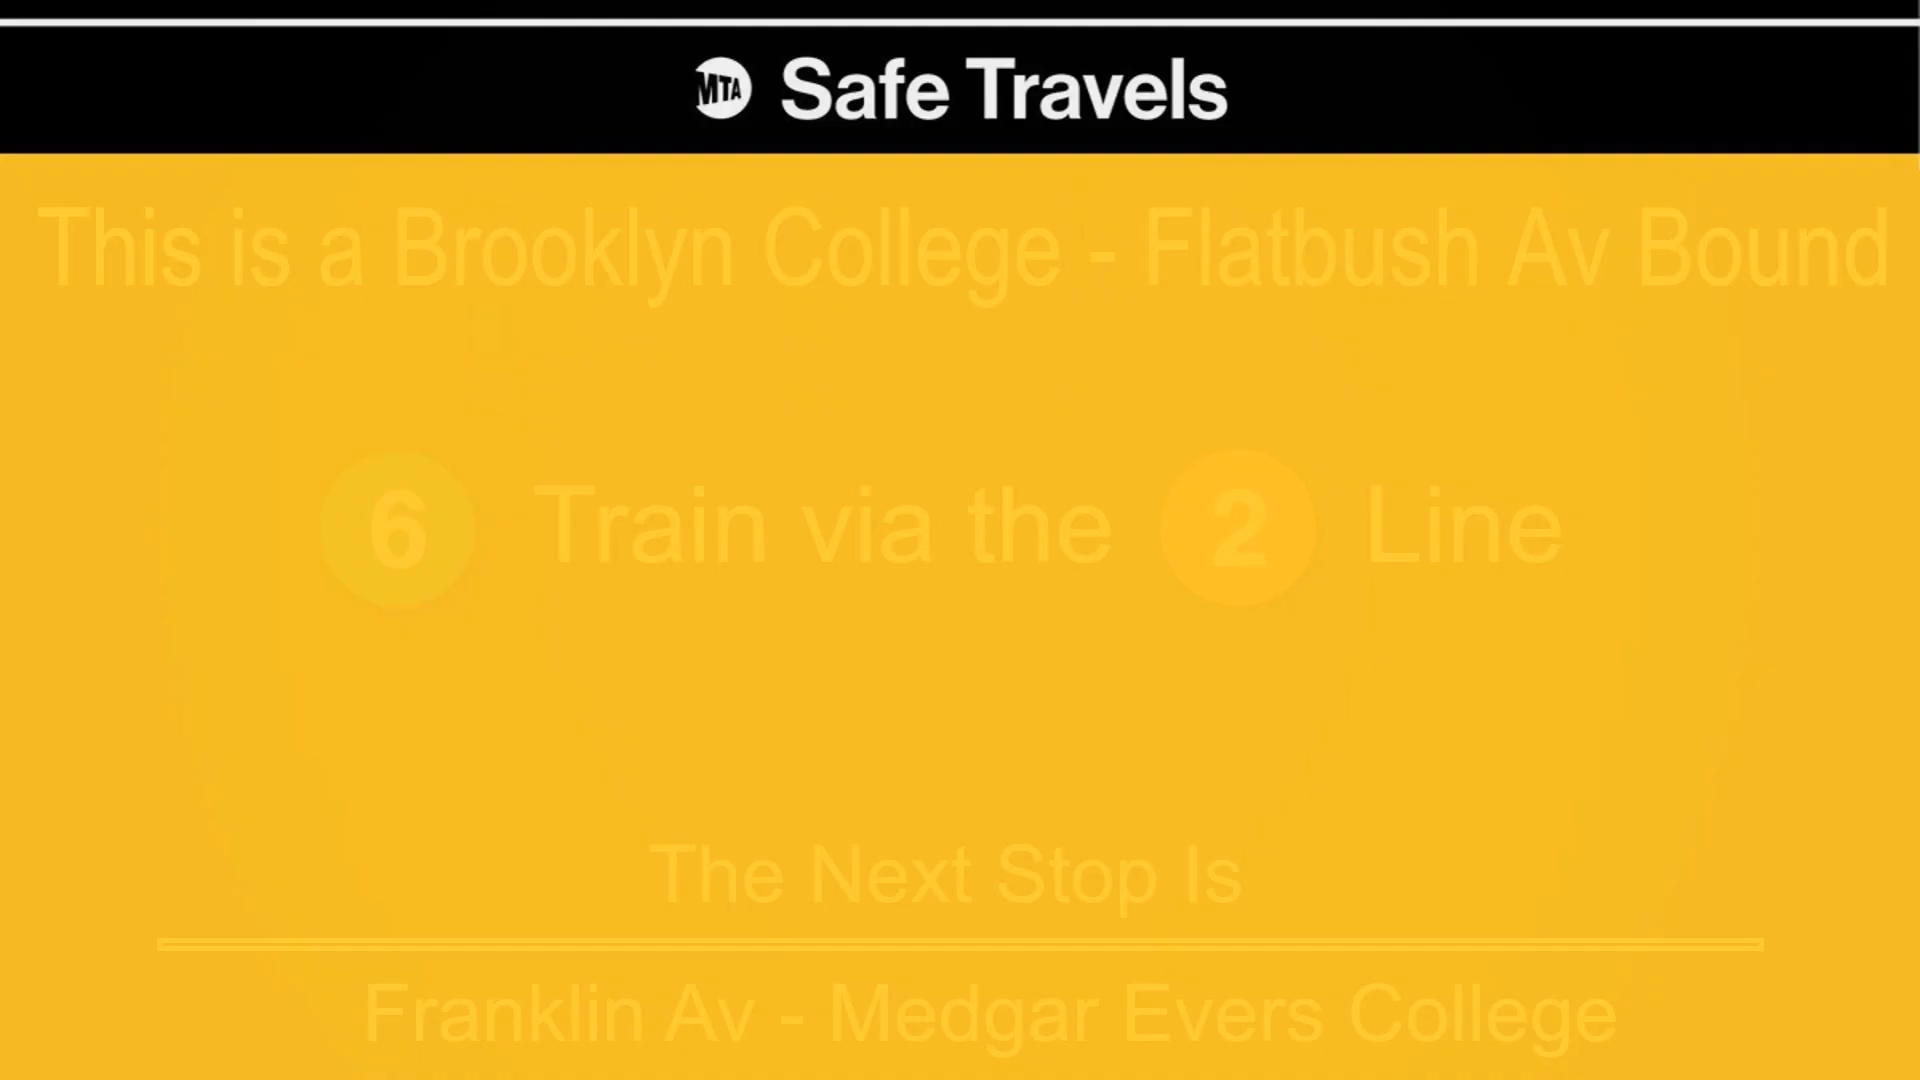 MTA Safe Travels
This is a Brooklyn College - Flatbush Av Bound
6 Train via the 2 Line
The Next Stop Is
Franklin Av - Medgar Evers College